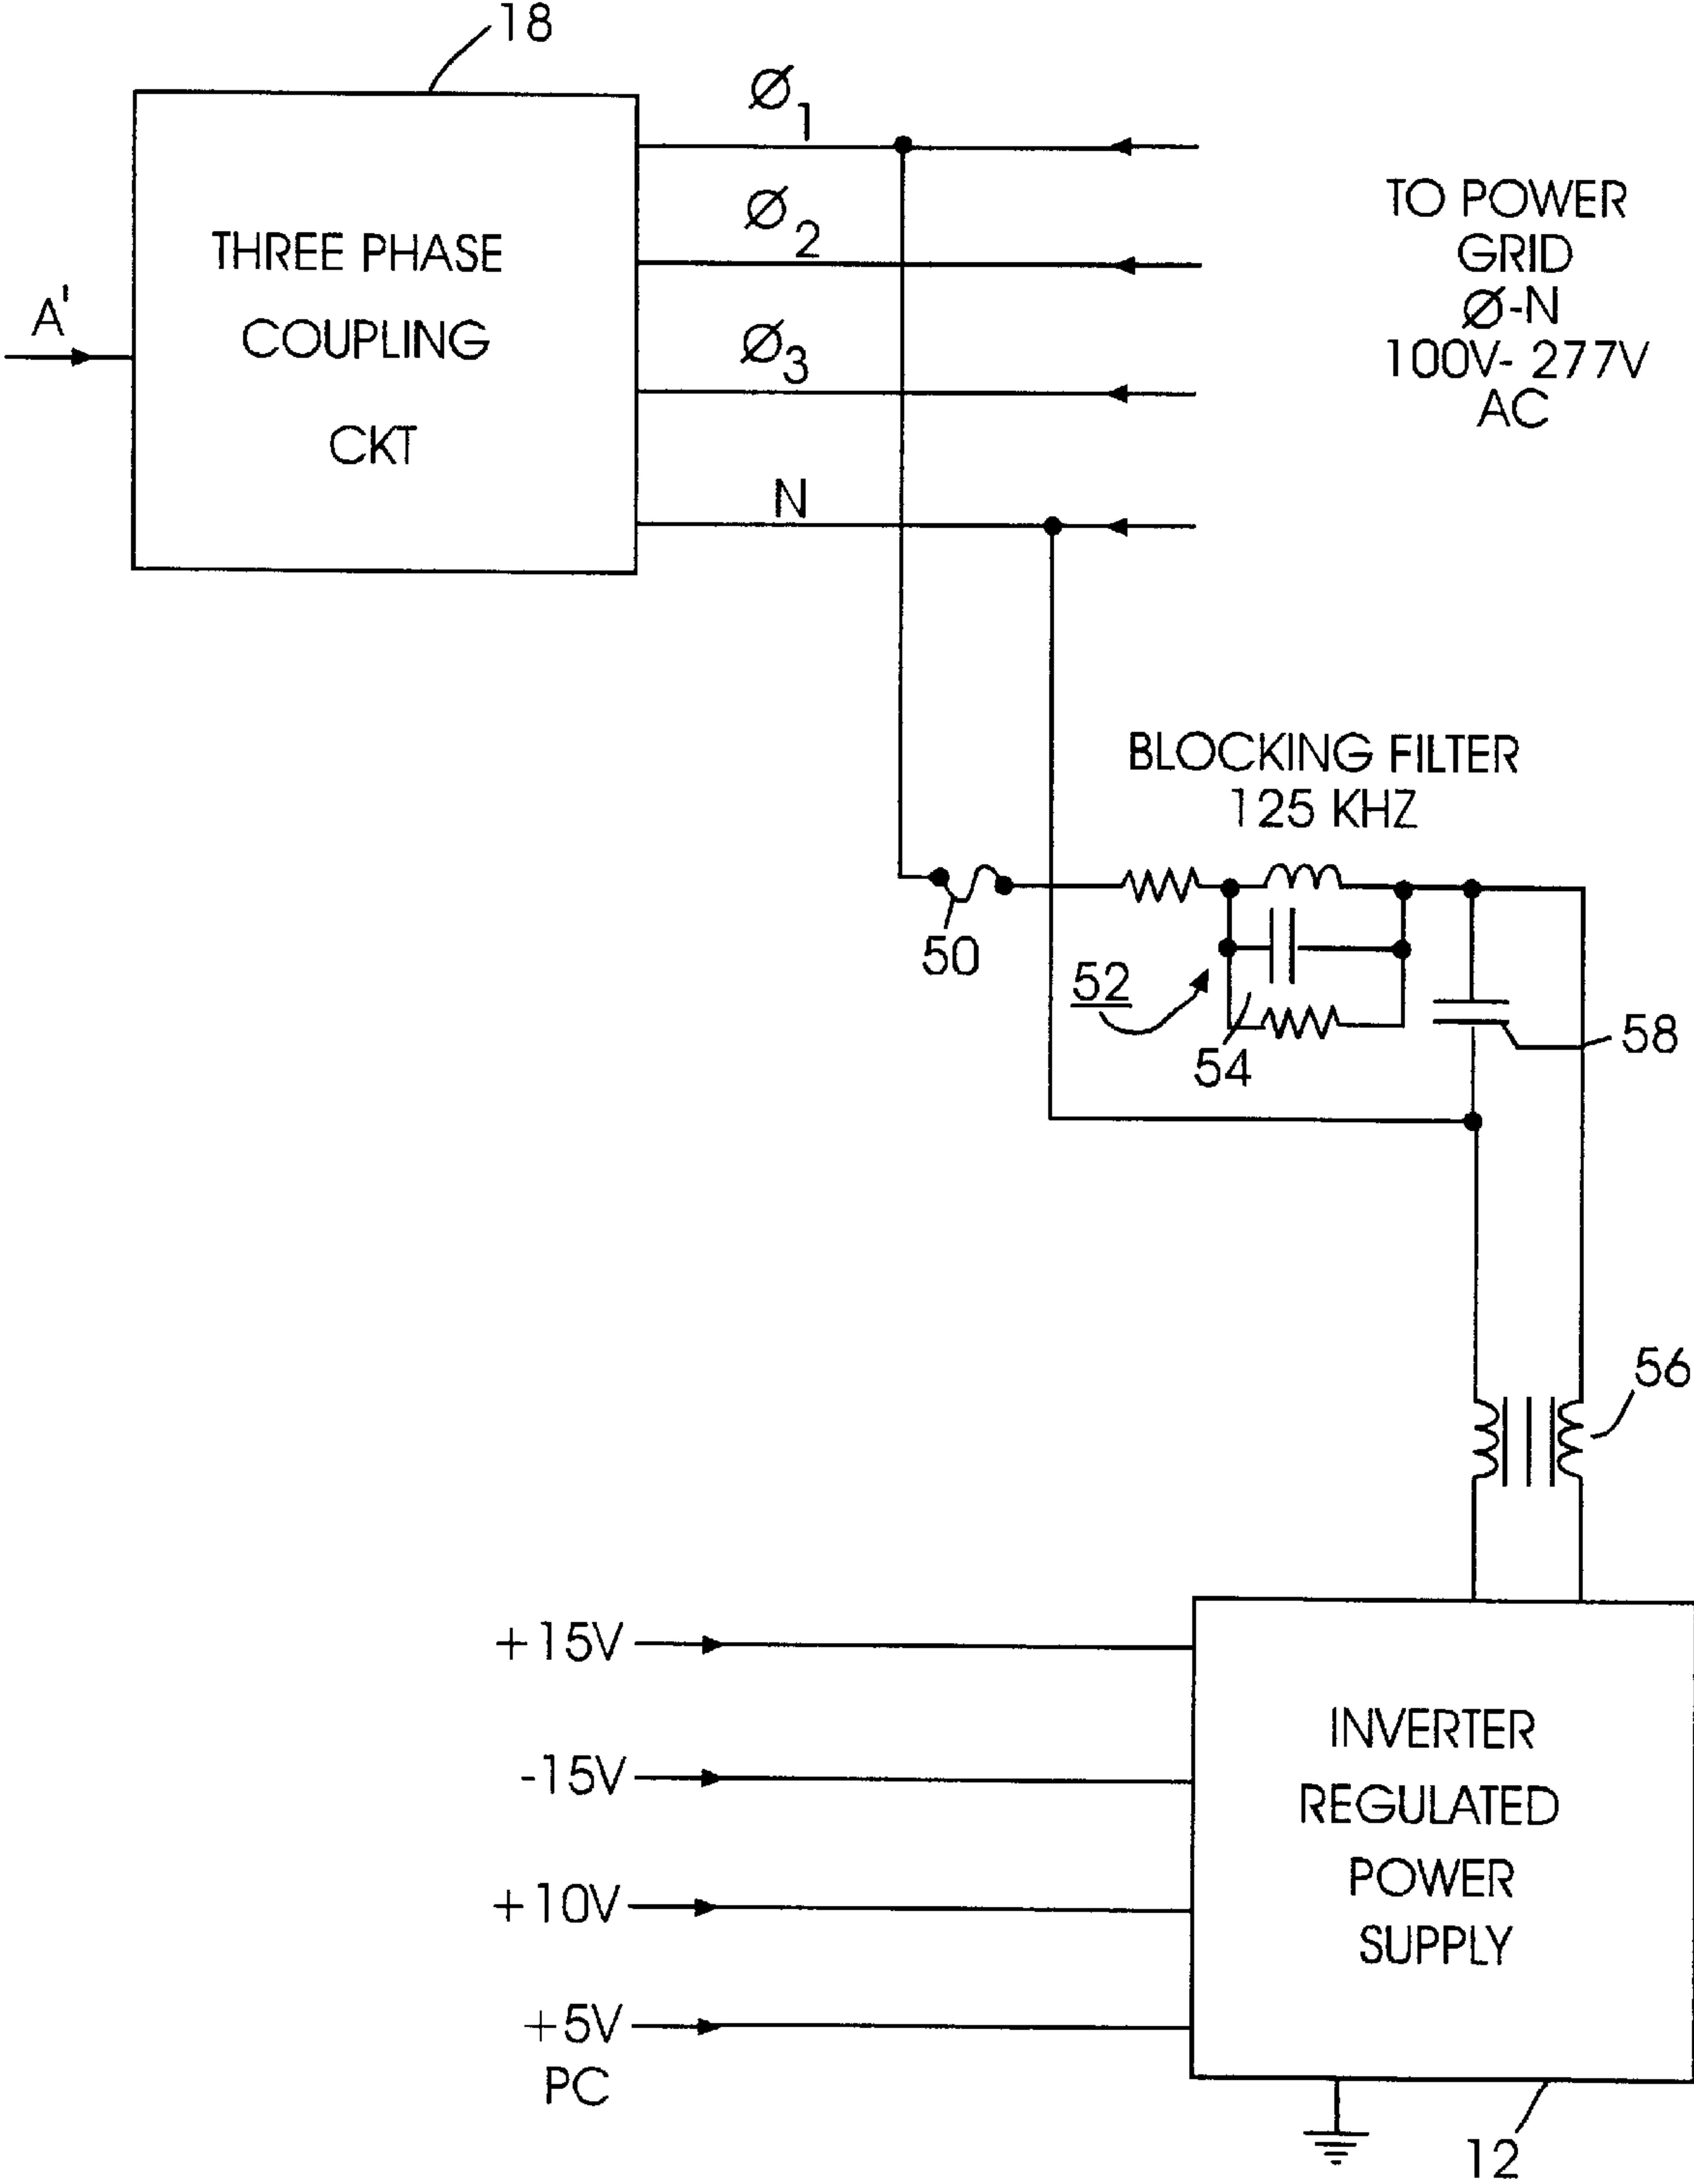 18
THREE PHASE
COUPLING
CKT
A'
Ø1
Ø2
Ø3
N
TO POWER
GRID
Ø-N
100V- 277V
AC
BLOCKING FILTER
125 KHZ
50
52
54
58
56
+15V
-15V
+10V
+5V
PC
INVERTER
REGULATED
POWER
SUPPLY
12